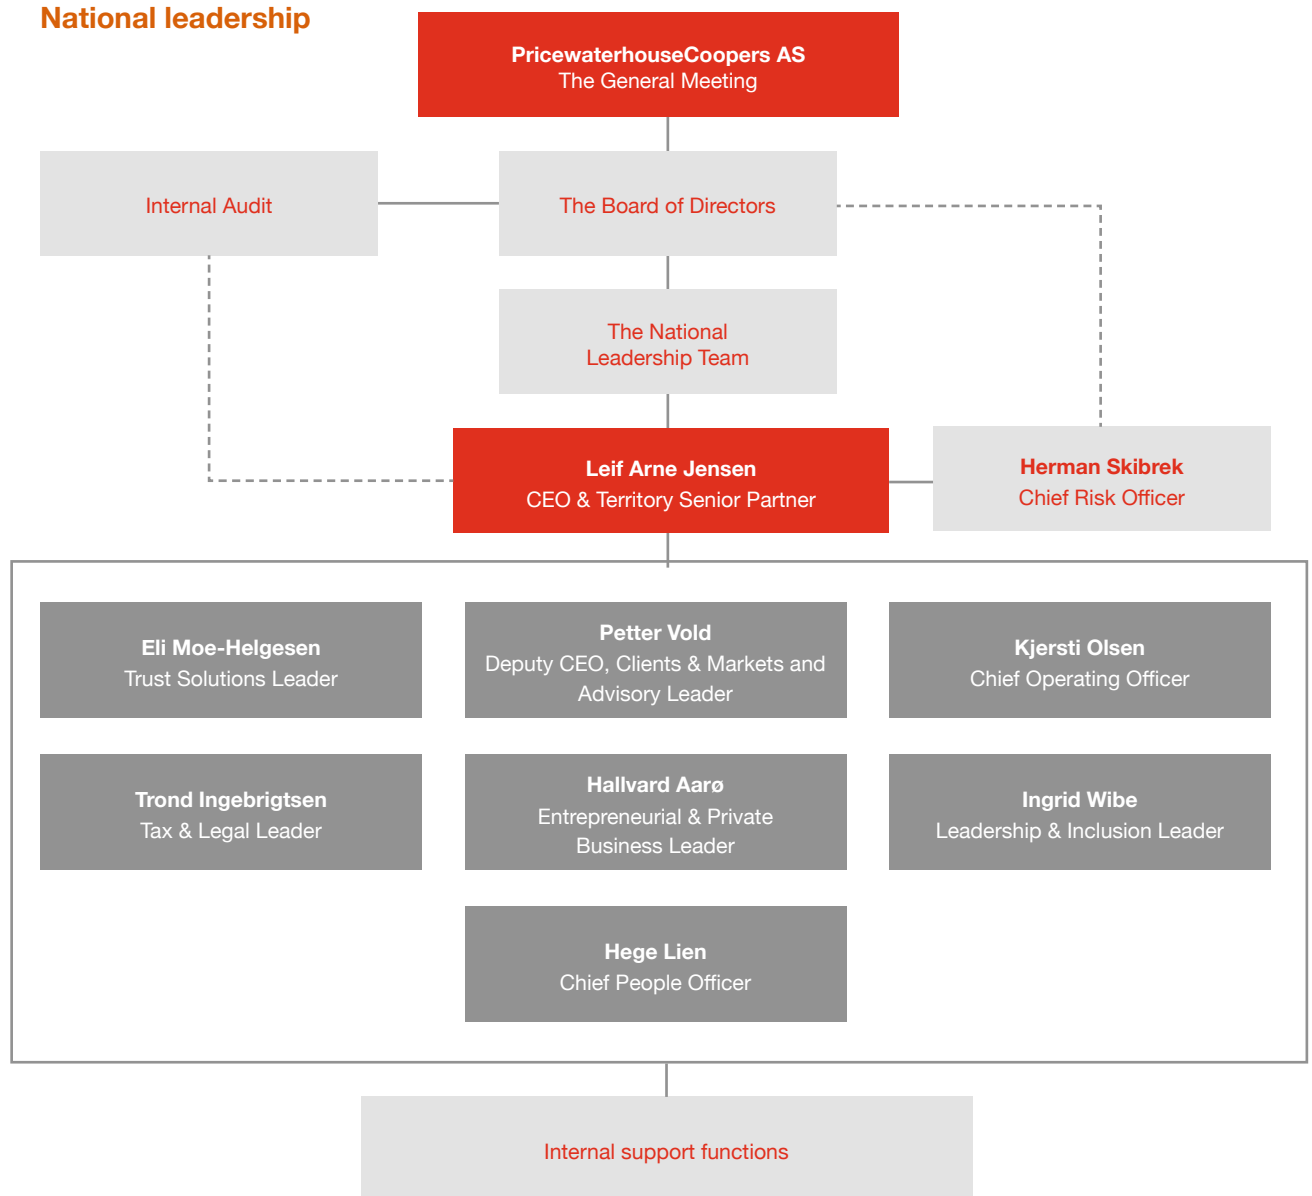 National leadership
PricewaterhouseCoopers AS
The General Meeting
Internal Audit
The Board of Directors
The National
Leadership Team
Leif Arne Jensen
CEO & Territory Senior Partner
Herman Skibrek
Chief Risk Officer
Eli Moe-Helgesen
Trust Solutions Leader
Petter Vold
Deputy CEO, Clients & Markets and
Advisory Leader
Kjersti Olsen
Chief Operating Officer
Trond Ingebrigtsen
Tax & Legal Leader
Hallvard Aarø
Entrepreneurial & Private
Business Leader
Ingrid Wibe
Leadership & Inclusion Leader
Hege Lien
Chief People Officer
Internal support functions